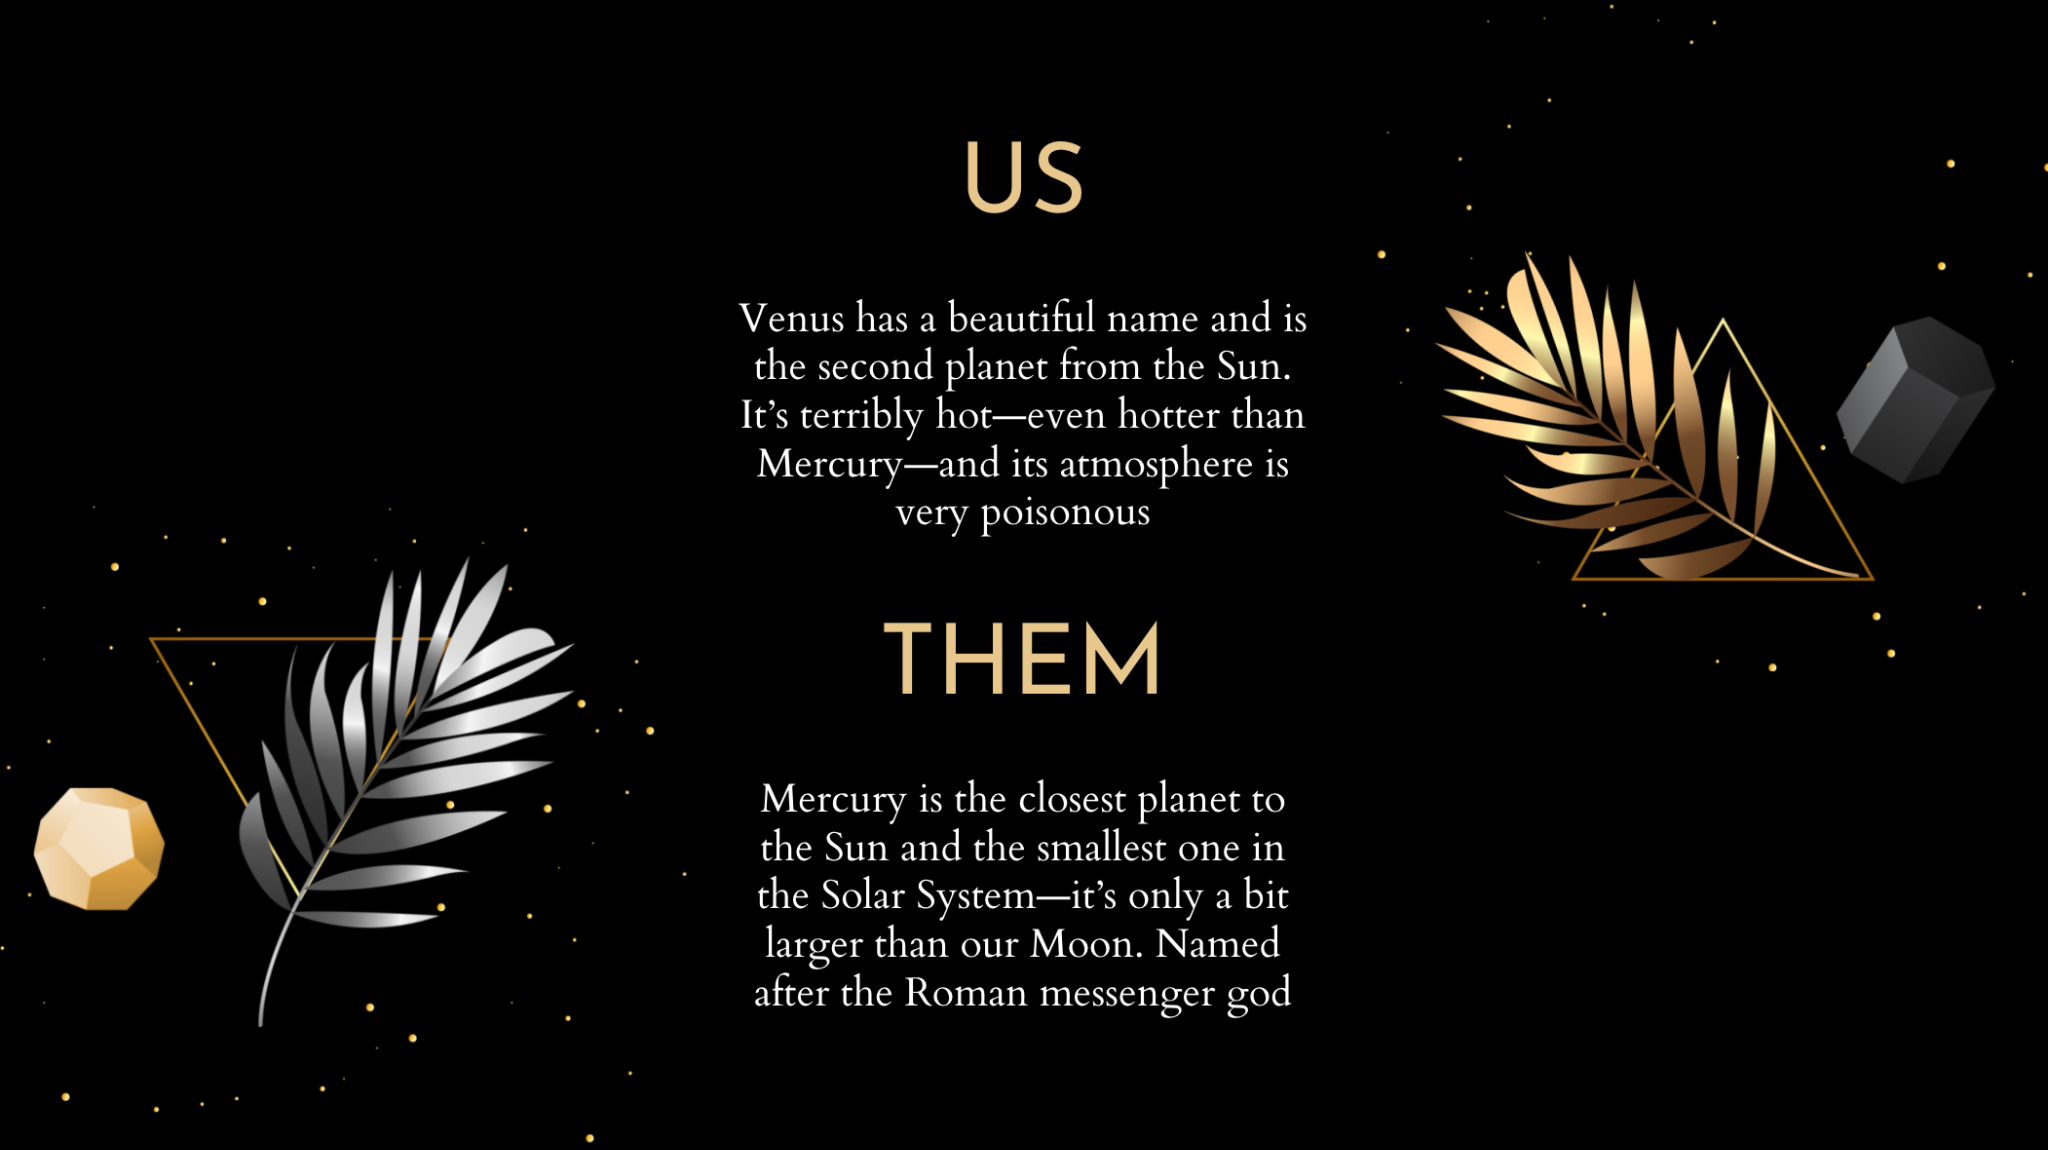 US
Venus has a beautiful name and is
the second planet from the Sun.
It’s terribly hot—even hotter than
Mercury—and its atmosphere is
very poisonous
THEM
Mercury is the closest planet to
the Sun and the smallest one in
the Solar System—it’s only a bit
larger than our Moon. Named
after the Roman messenger god